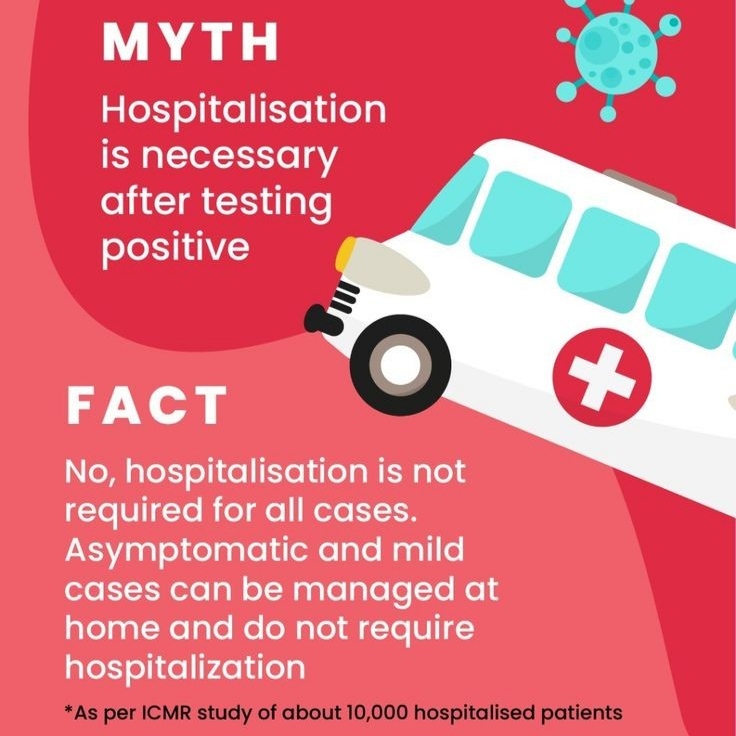 MYTH
Hospitalisation
is necessary
after testing
positive
FACT
No, hospitalisation is not
required for all cases.
Asymptomatic and mild
cases can be managed at
home and do not require
hospitalization
*As per ICMR study of about 10,000 hospitalised patients